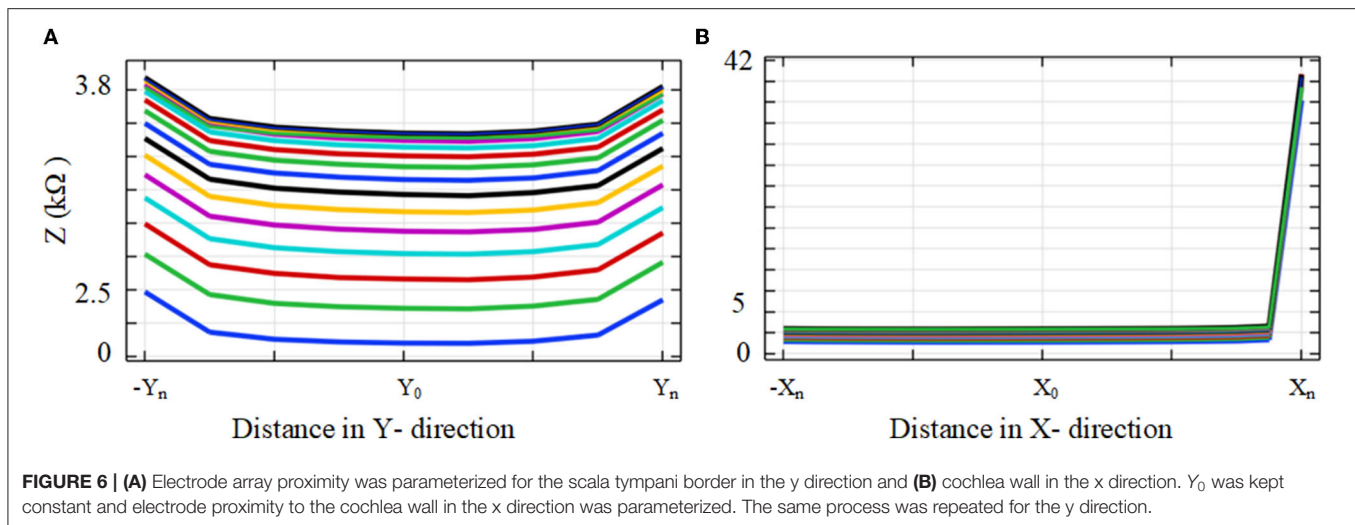 A
B
3.8
2.5
0
Z (kΩ)
-Yₙ Y₀ Yₙ
Distance in Y- direction
42
5
0
-Xₙ X₀ Xₙ
Distance in X- direction
FIGURE 6 | (A) Electrode array proximity was parameterized for the scala tympani border in the y direction and (B) cochlea wall in the x direction. Y₀ was kept
constant and electrode proximity to the cochlea wall in the x direction was parameterized. The same process was repeated for the y direction.